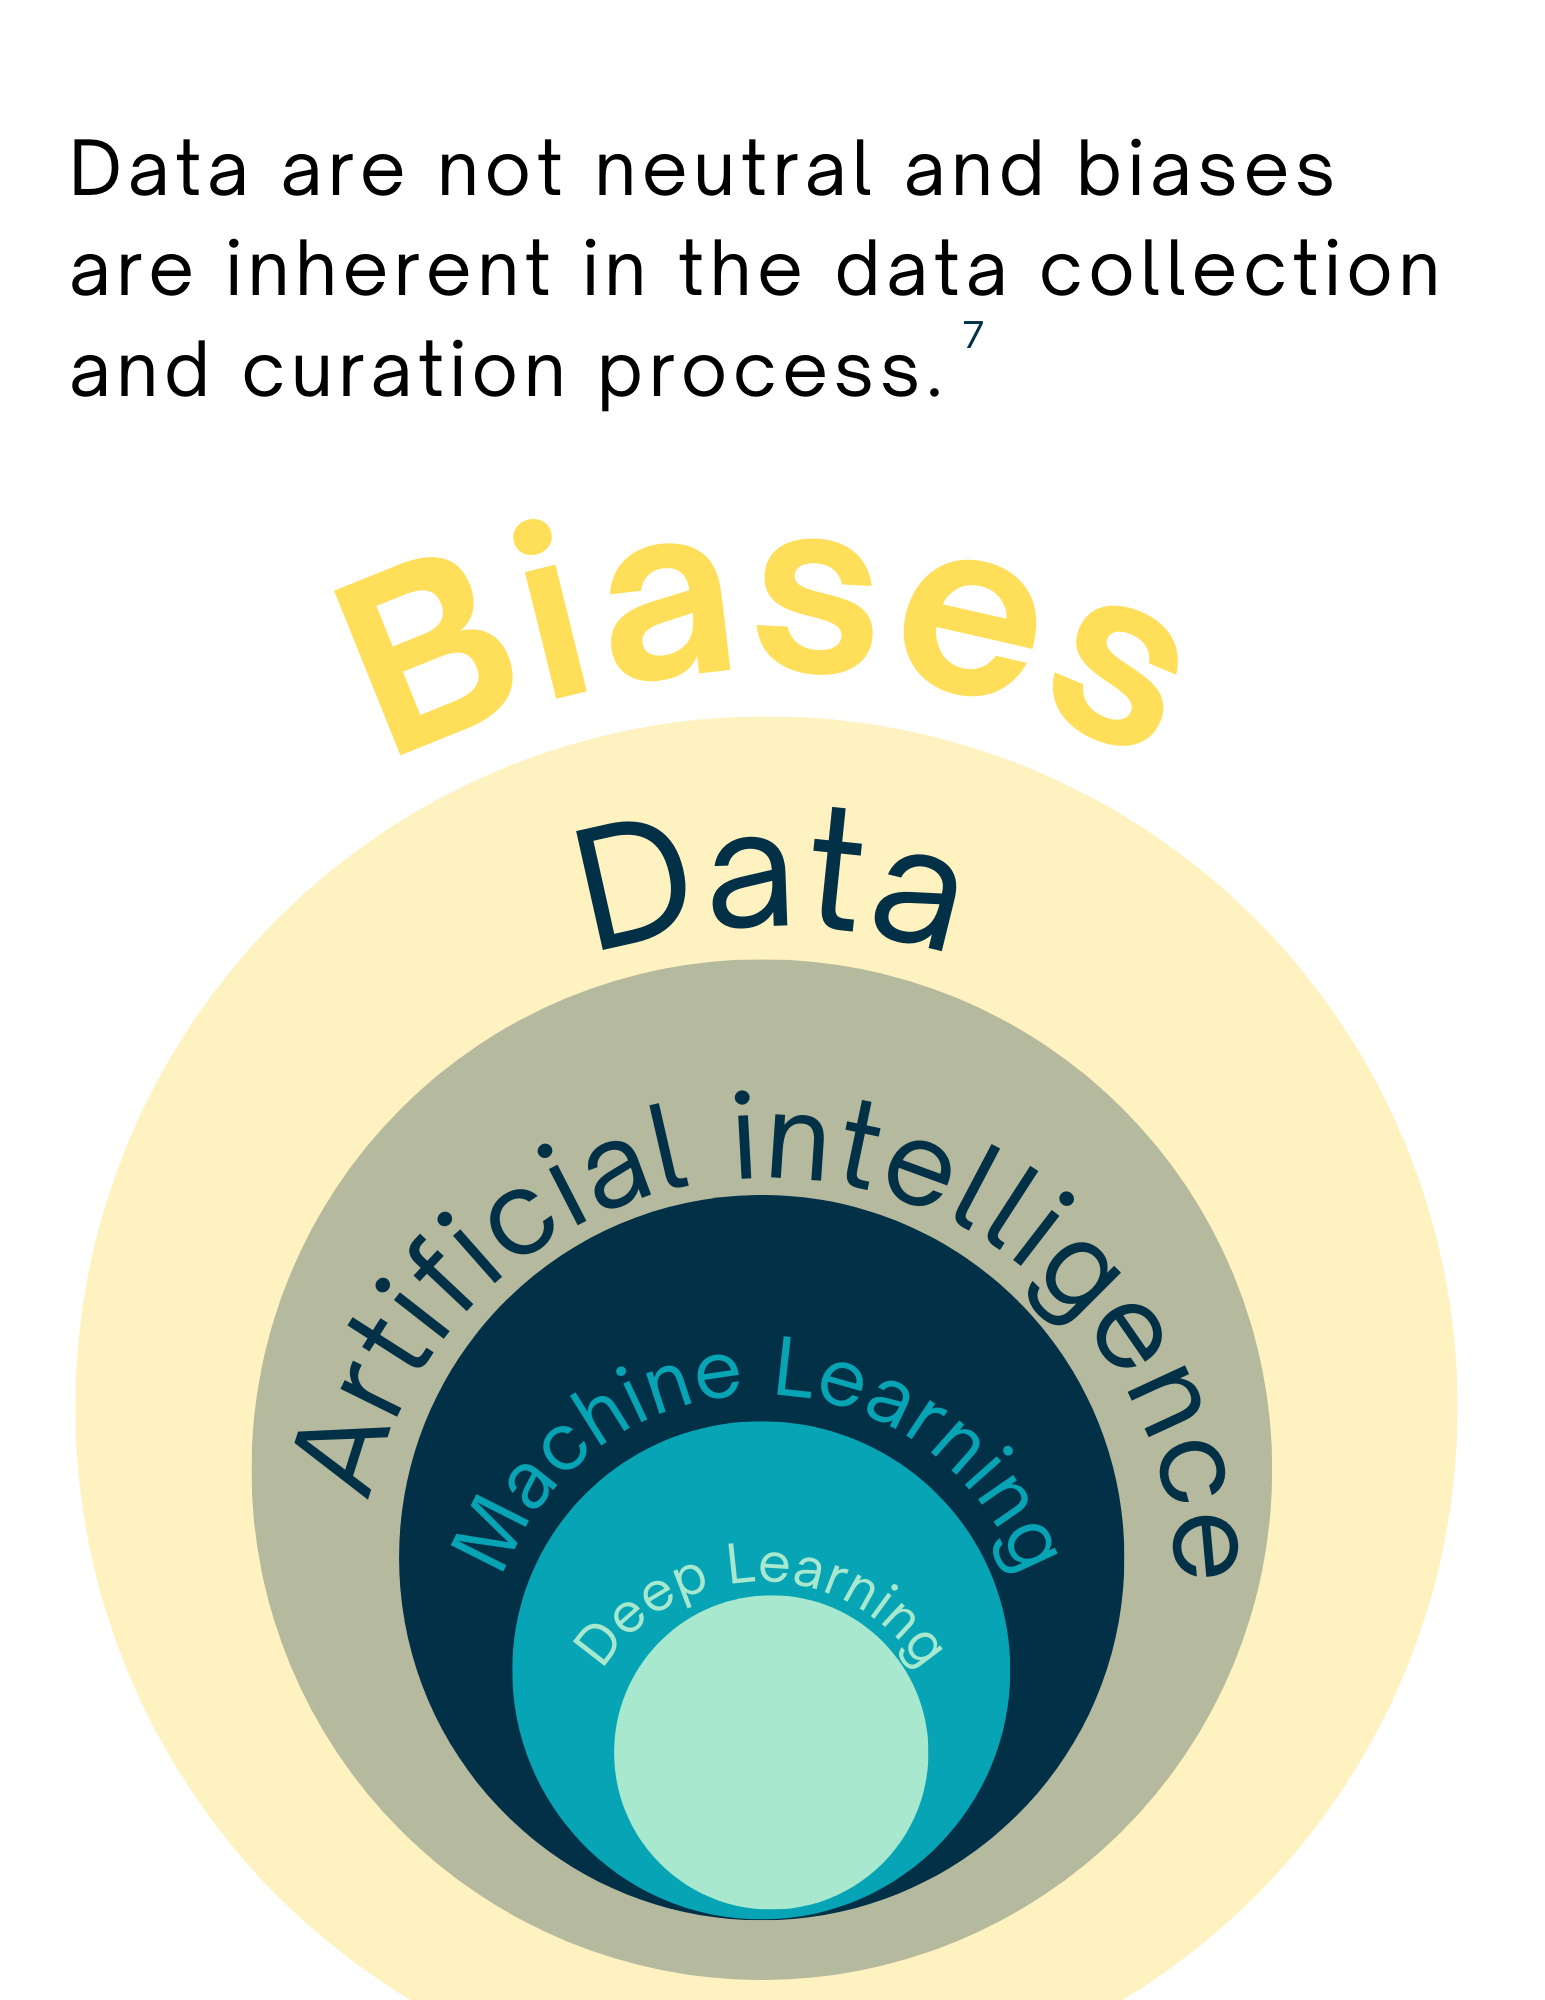 Data are not neutral and biases
are inherent in the data collection
and curation process. 7
Biases
Data
Artificial intelligence
Machine Learning
Deep Learning